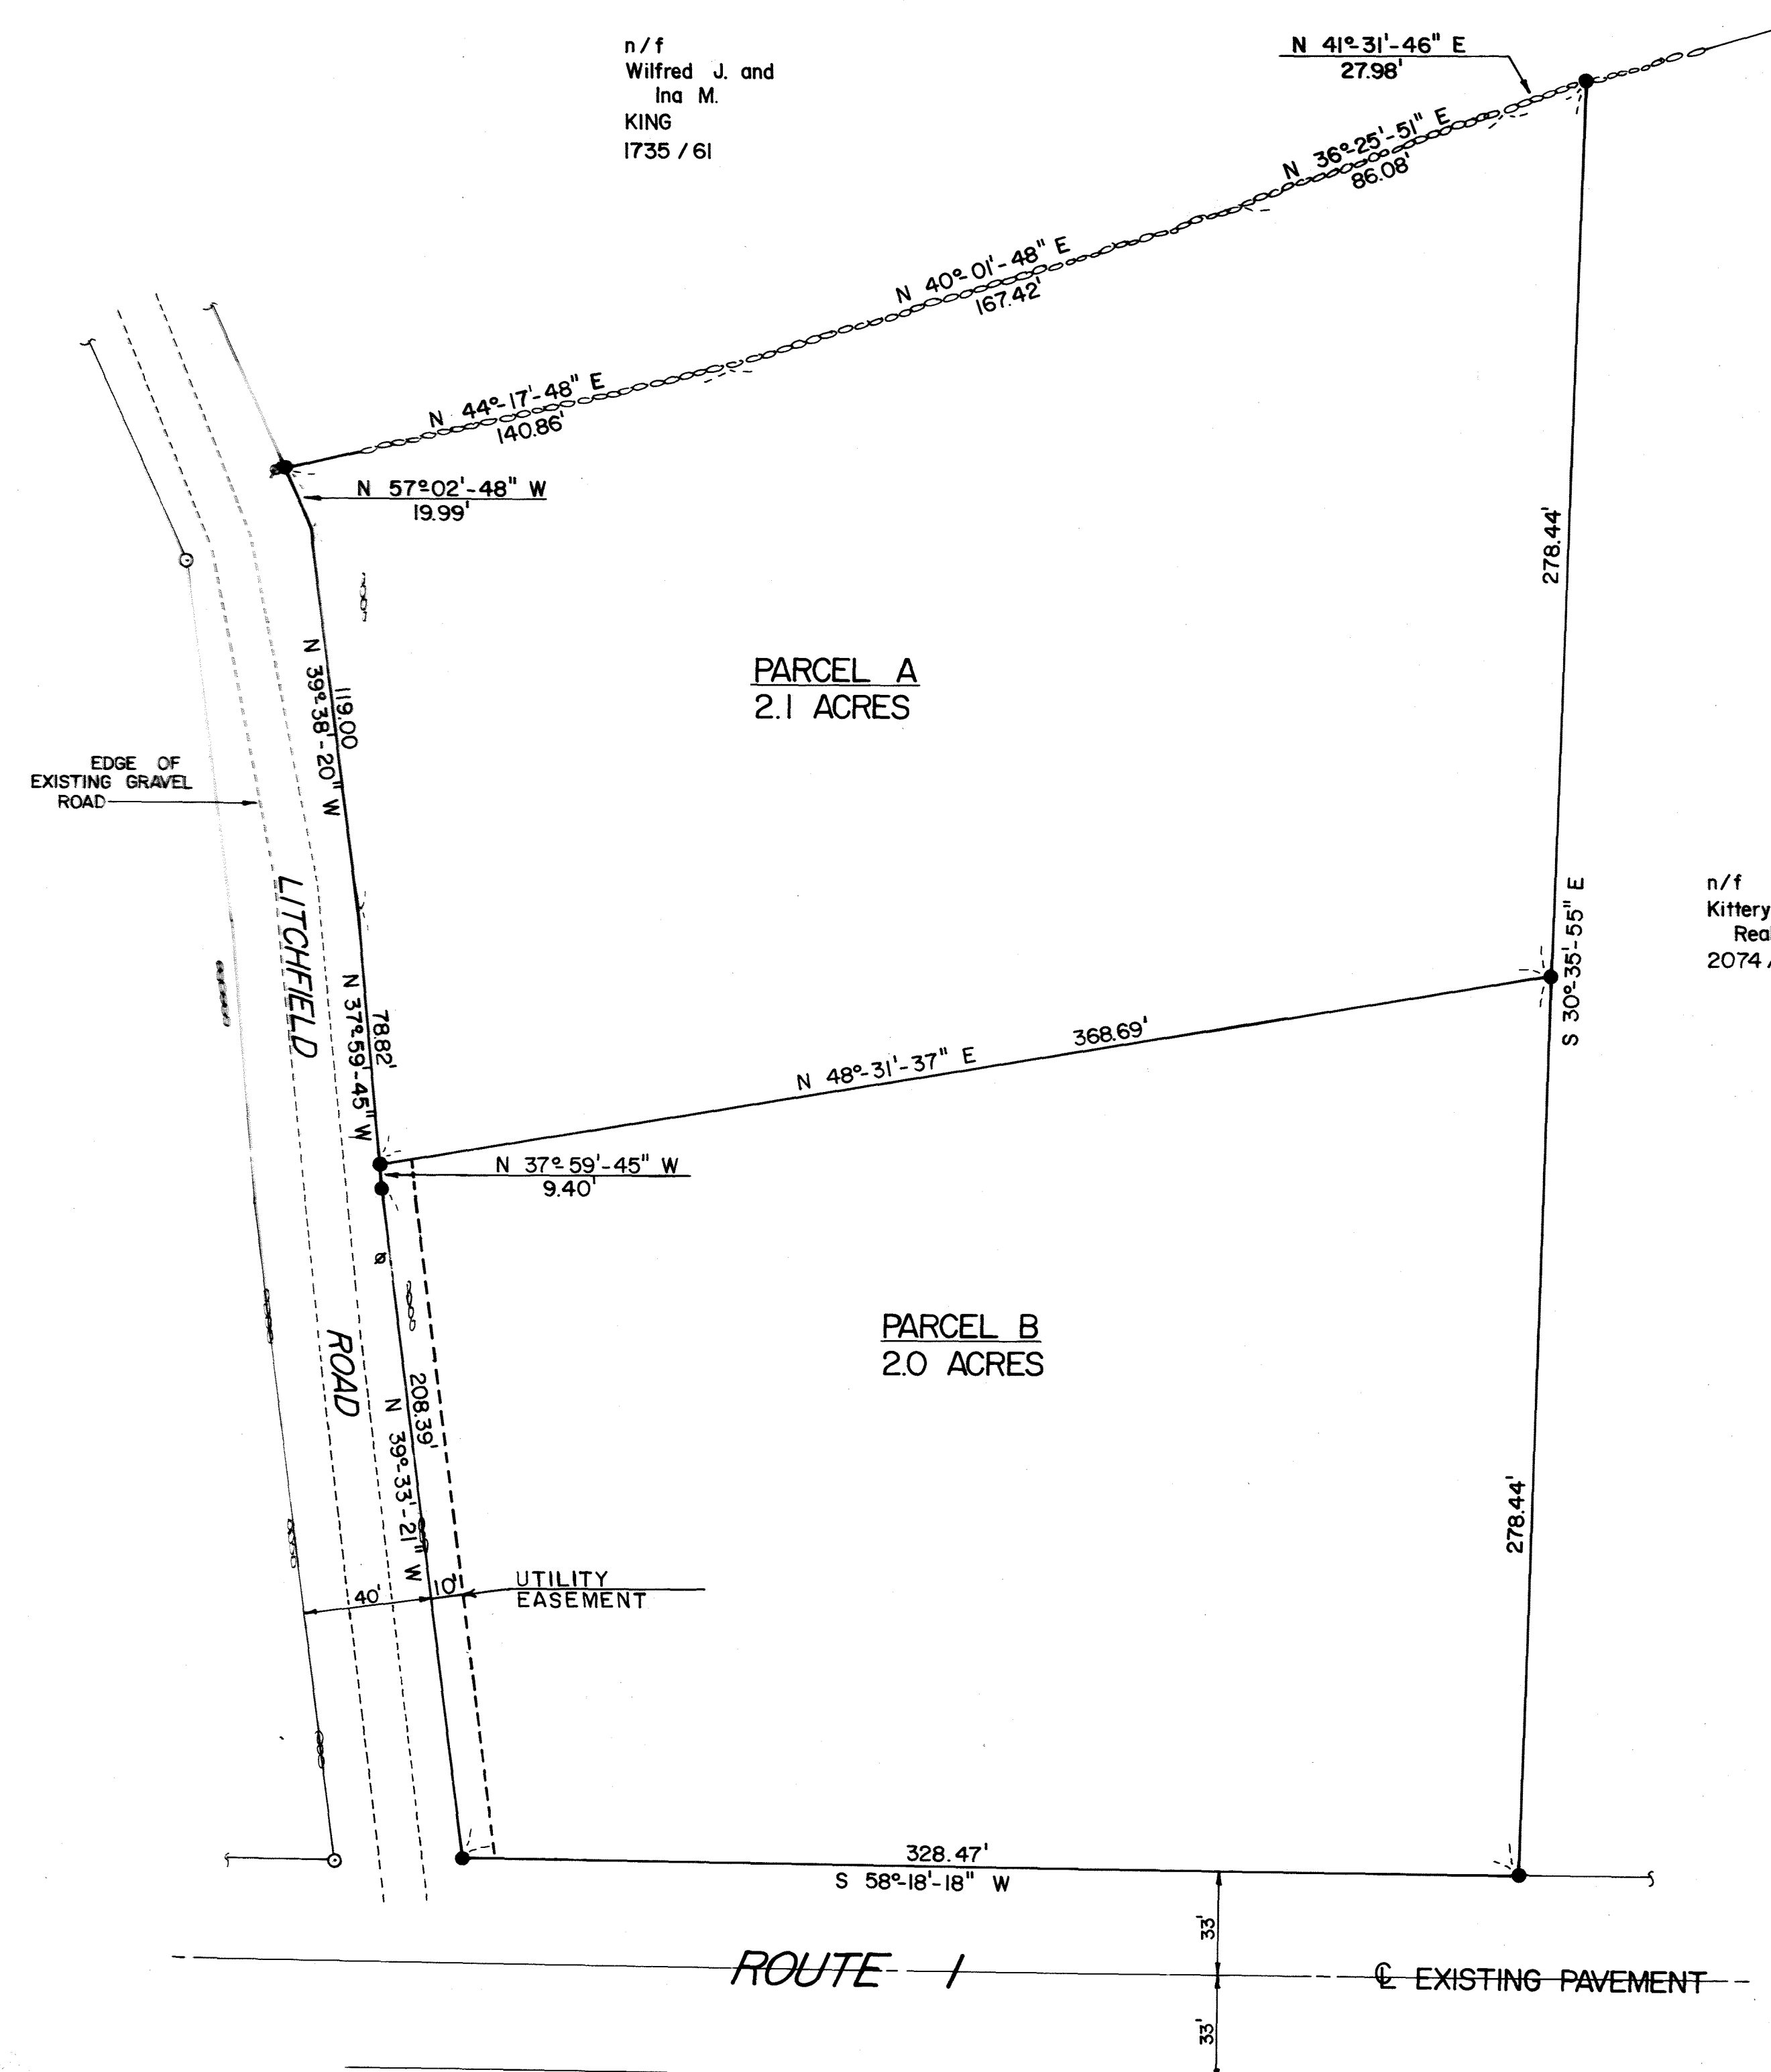 n/f
Wilfred J. and
Ina M.
KING
1735 / 61
N 41°-31'-46" E
27.98'
N 36°-25'-51" E
86.08'
N 40°-01'-48" E
167.42'
N 44°-17'-48" E
140.86'
N 57°02'-48" W
19.99'
278.44'
119.00
N 39°-38'-20" W
PARCEL A
2.1 ACRES
EDGE OF
EXISTING GRAVEL
ROAD
LITCHFIELD
ROAD
n/f
Kittery
2074 /
S 30°-35'-55" E
78.82'
N 37°-59'-45" W
368.69'
N 48°-31'-37" E
N 37°-59'-45" W
9.40'
PARCEL B
2.0 ACRES
208.39'
N 39°-33'-21" W
278.44'
40'
10'
UTILITY
EASEMENT
328.47'
S 58°-18'-18" W
33'
ROUTE 1
℄ EXISTING PAVEMENT
33'